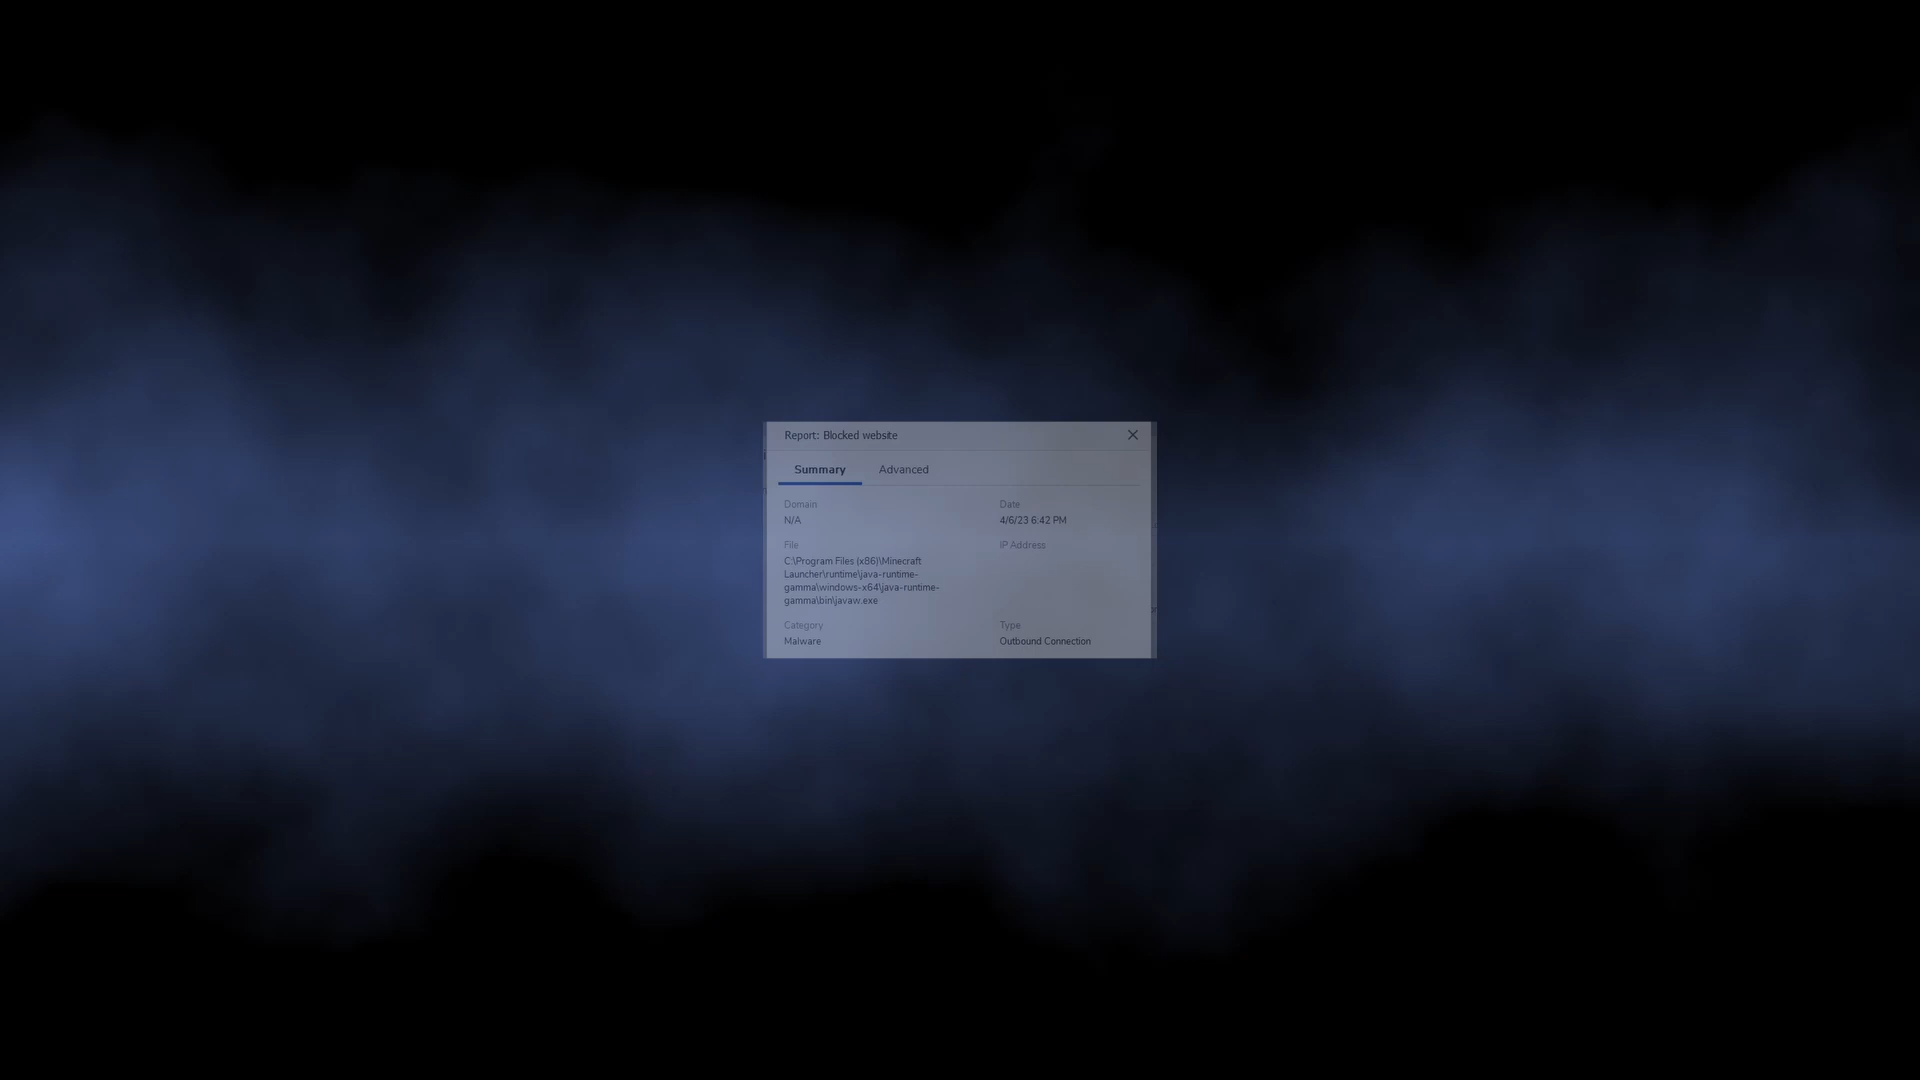 Report: Blocked website
Summary Advanced
Domain Date
N/A 4/6/23 6:42 PM
File IP Address
C:\Program Files (x86)\Minecraft
Launcher\runtime\java-runtime-
gamma\windows-x64\java-runtime-
gamma\bin\javaw.exe
Category Type
Malware Outbound Connection